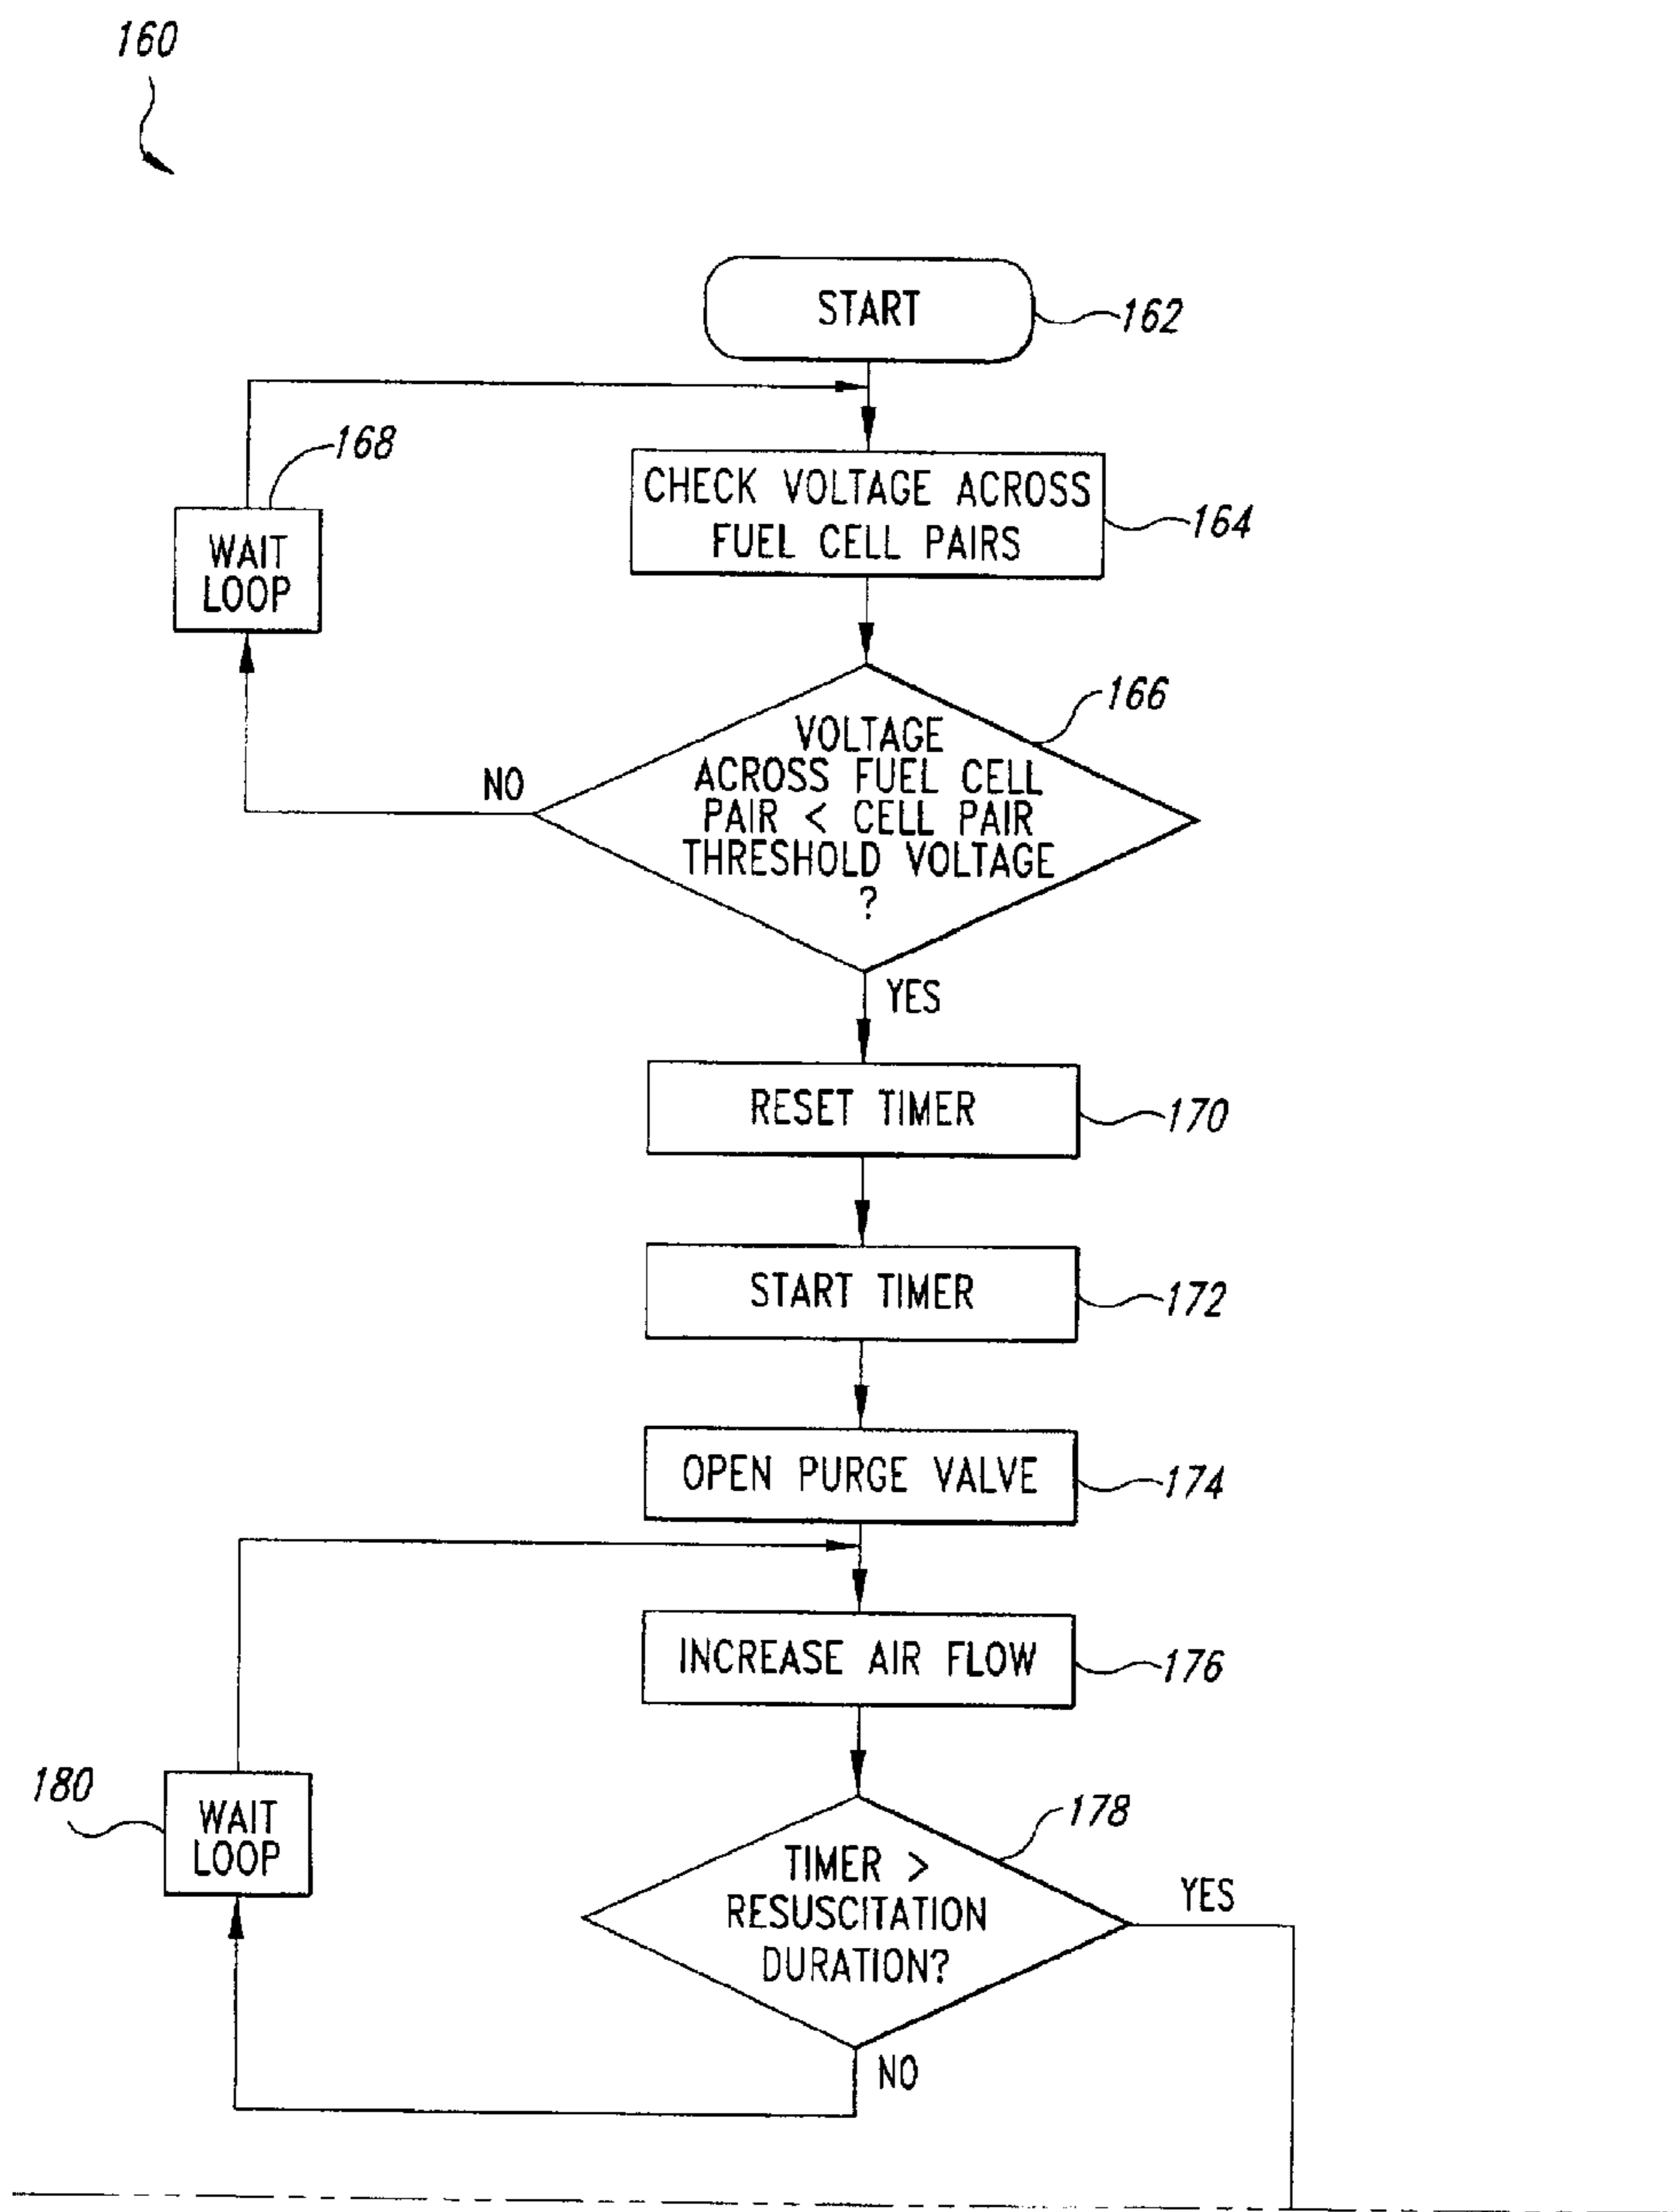 160
START
162
168
CHECK VOLTAGE ACROSS
FUEL CELL PAIRS
164
WAIT
LOOP
166
VOLTAGE
ACROSS FUEL CELL
PAIR < CELL PAIR
THRESHOLD VOLTAGE
?
NO
YES
RESET TIMER
170
START TIMER
172
OPEN PURGE VALVE
174
INCREASE AIR FLOW
176
180
WAIT
LOOP
178
TIMER >
RESUSCITATION
DURATION?
YES
NO